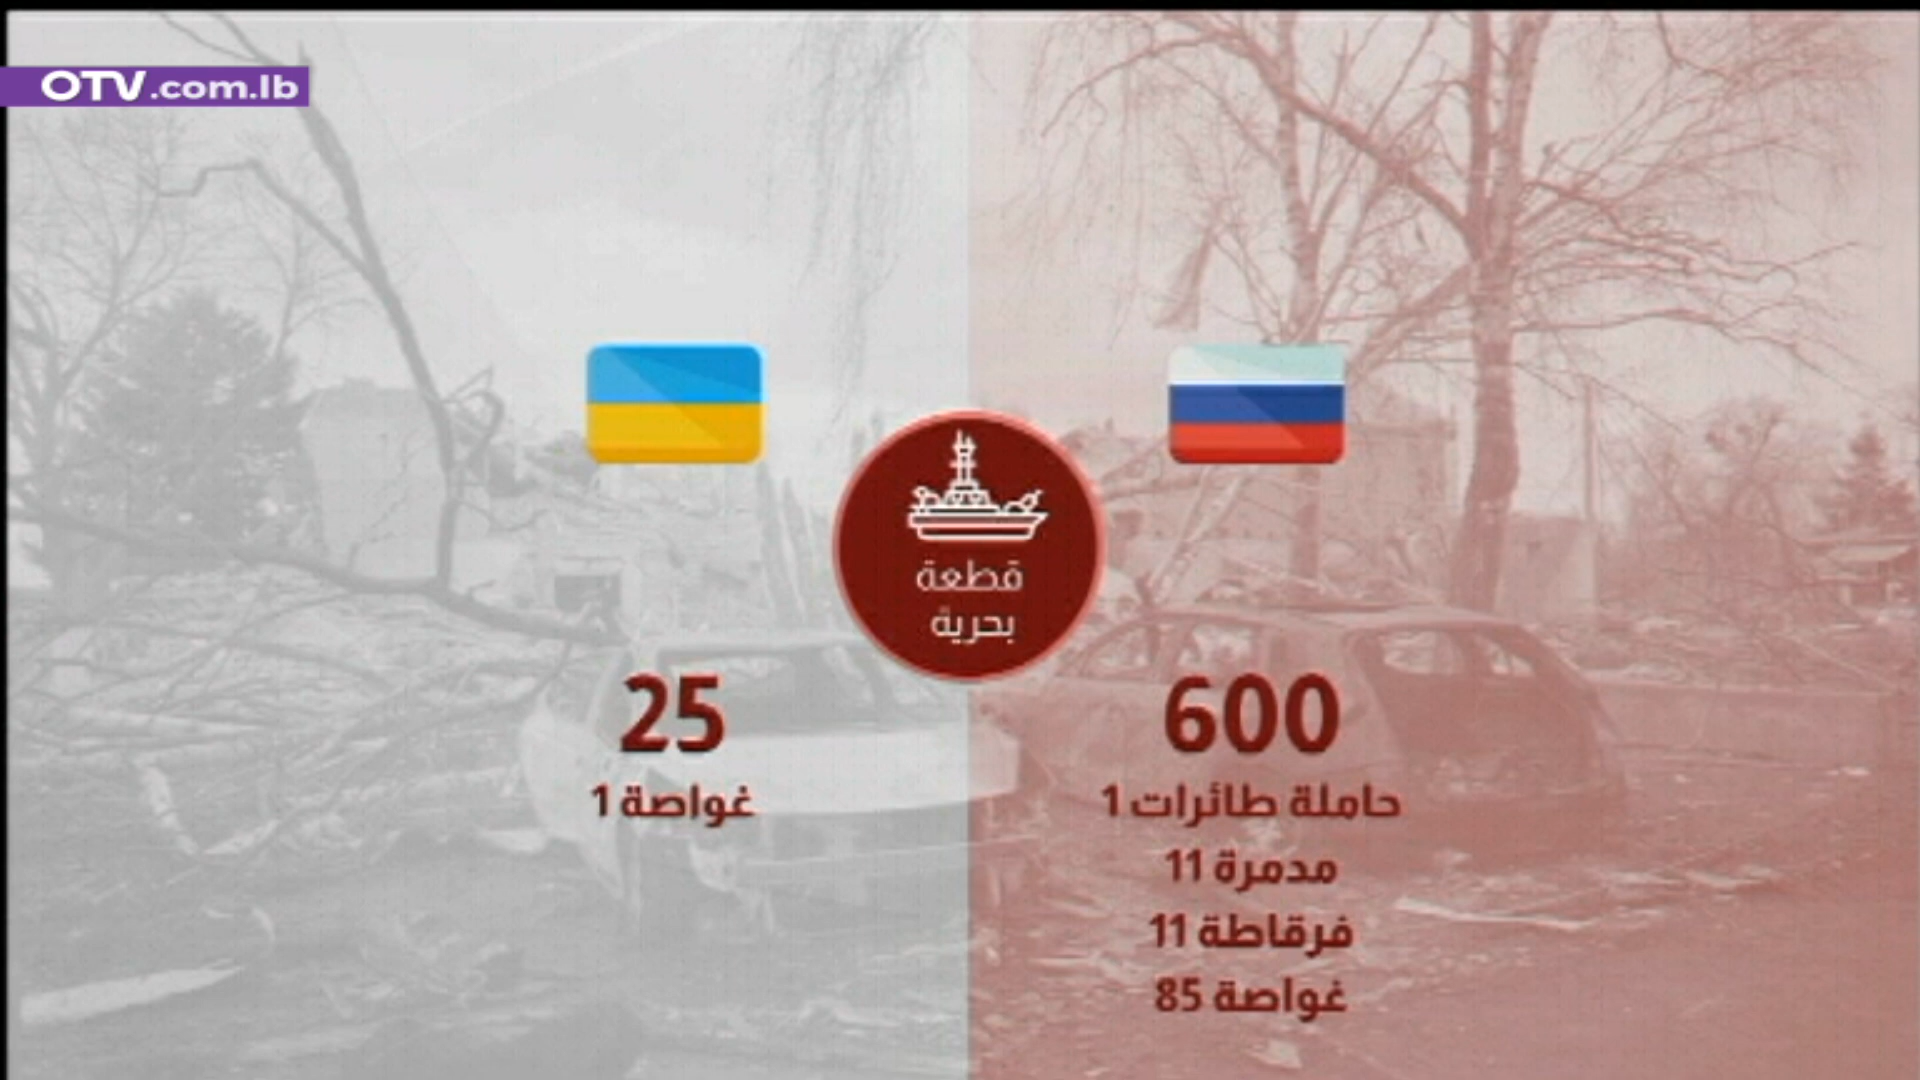 OTV.com.lb
قطعة
بحرية
600
حاملة طائرات 1
مدمرة 11
فرقاطة 11
غواصة 85
25
غواصة 1